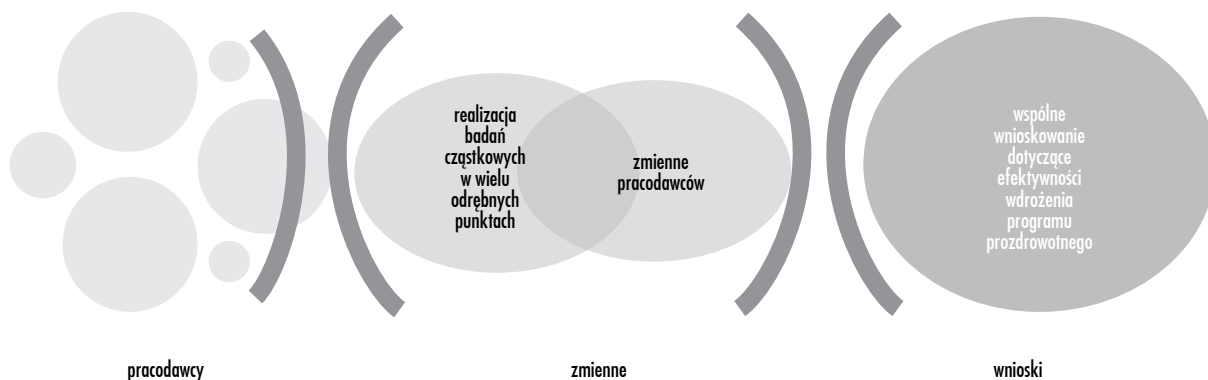 realizacja
badań
cząstkowych
w wielu
odrębnych
punktach
zmienne
pracodawców
wspólne
wnioskowanie
dotyczące
efektywności
wdrożenia
programu
prozdrowotnego
pracodawcy
zmienne
wnioski